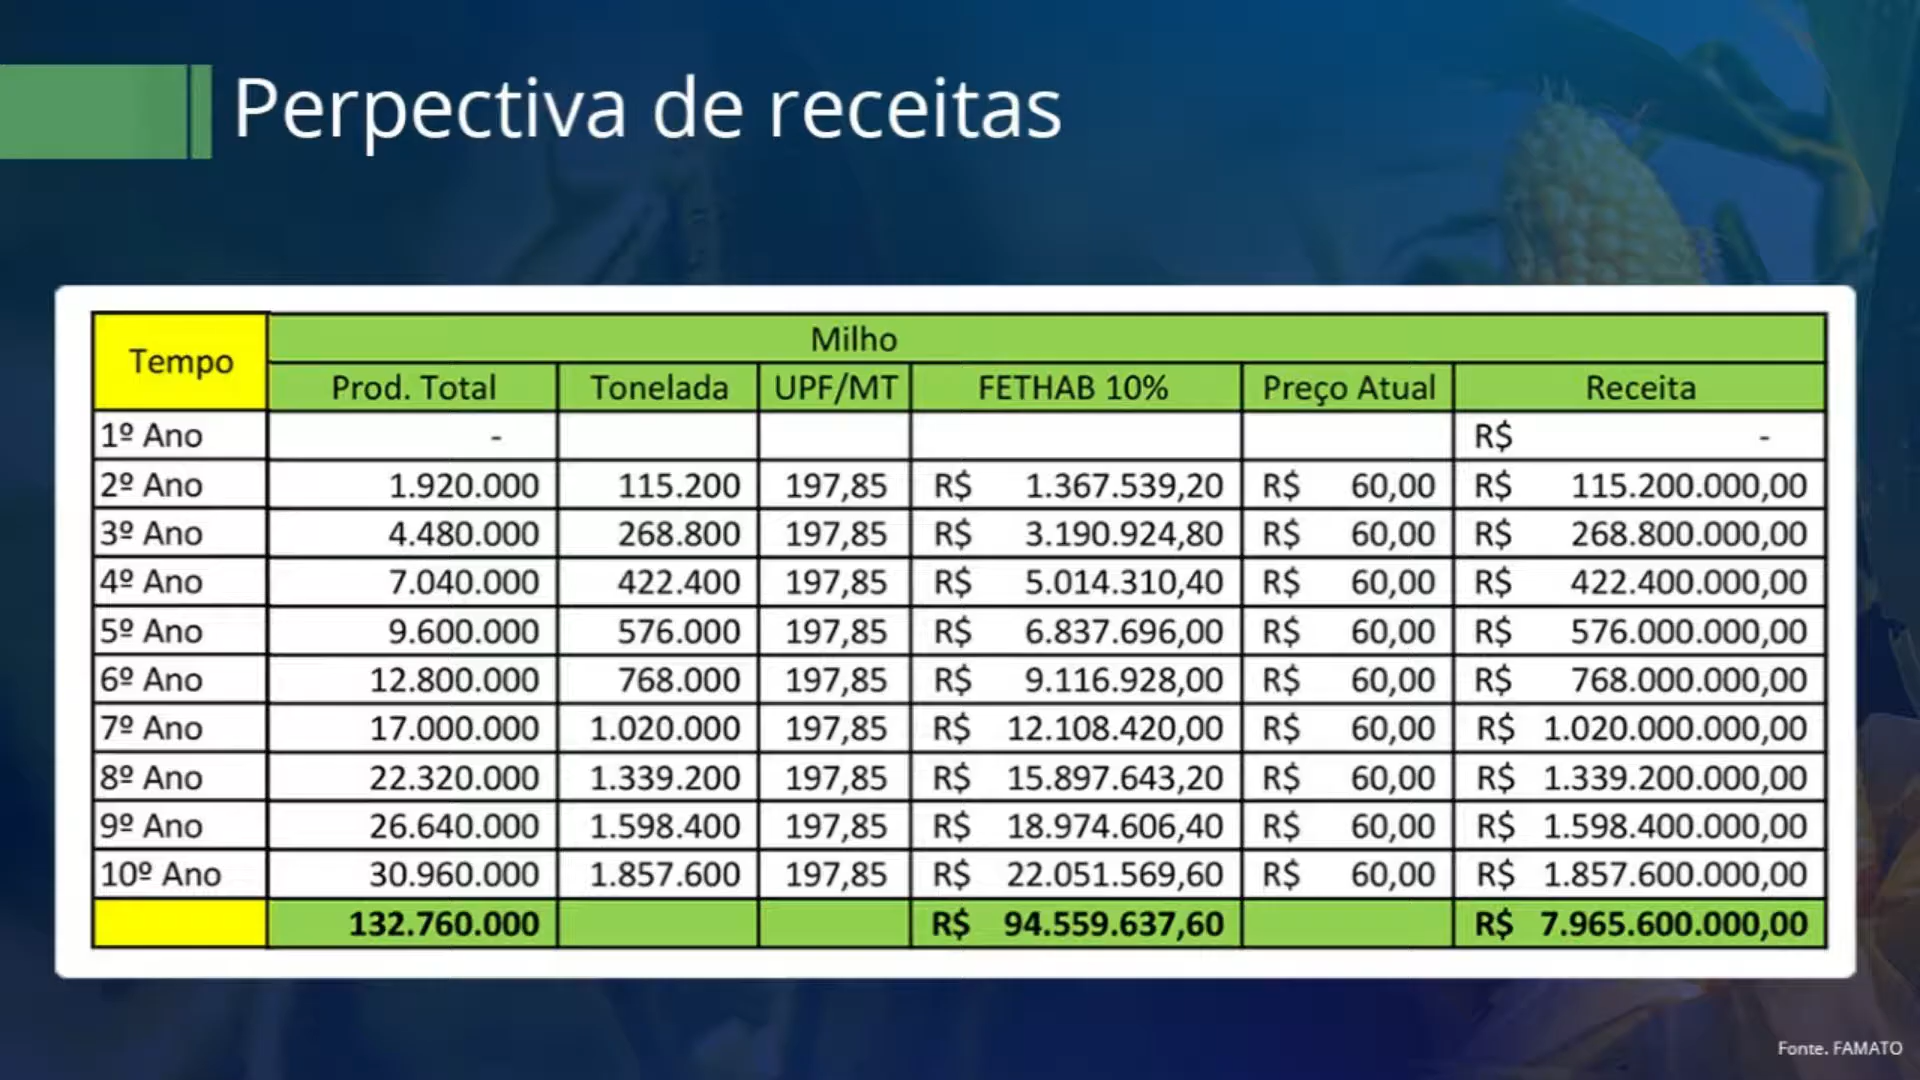 Perpectiva de receitas
Tempo Milho
Prod. Total Tonelada UPF/MT FETHAB 10% Preço Atual Receita
1º Ano - R$ -
2º Ano 1.920.000 115.200 197,85 R$ 1.367.539,20 R$ 60,00 R$ 115.200.000,00
3º Ano 4.480.000 268.800 197,85 R$ 3.190.924,80 R$ 60,00 R$ 268.800.000,00
4º Ano 7.040.000 422.400 197,85 R$ 5.014.310,40 R$ 60,00 R$ 422.400.000,00
5º Ano 9.600.000 576.000 197,85 R$ 6.837.696,00 R$ 60,00 R$ 576.000.000,00
6º Ano 12.800.000 768.000 197,85 R$ 9.116.928,00 R$ 60,00 R$ 768.000.000,00
7º Ano 17.000.000 1.020.000 197,85 R$ 12.108.420,00 R$ 60,00 R$ 1.020.000.000,00
8º Ano 22.320.000 1.339.200 197,85 R$ 15.897.643,20 R$ 60,00 R$ 1.339.200.000,00
9º Ano 26.640.000 1.598.400 197,85 R$ 18.974.606,40 R$ 60,00 R$ 1.598.400.000,00
10º Ano 30.960.000 1.857.600 197,85 R$ 22.051.569,60 R$ 60,00 R$ 1.857.600.000,00
132.760.000 R$ 94.559.637,60 R$ 7.965.600.000,00
Fonte. FAMATO